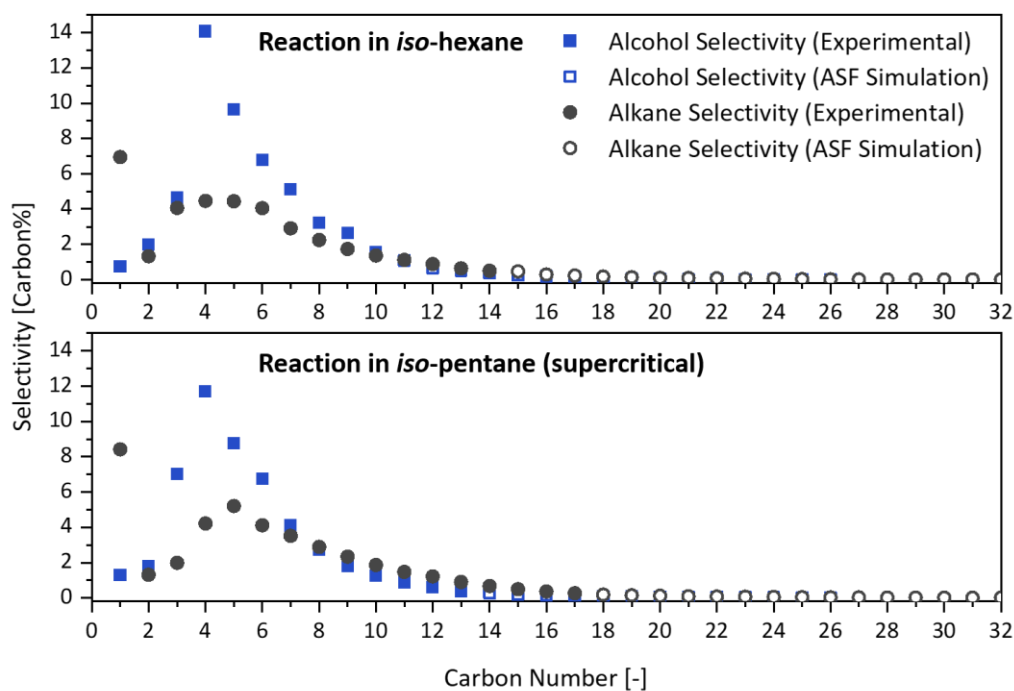 Reaction in iso-hexane
Alcohol Selectivity (Experimental)
Alcohol Selectivity (ASF Simulation)
Alkane Selectivity (Experimental)
Alkane Selectivity (ASF Simulation)
14
12
10
8
6
4
2
0
0 2 4 6 8 10 12 14 16 18 20 22 24 26 28 30 32
Selectivity [Carbon%]
Reaction in iso-pentane (supercritical)
14
12
10
8
6
4
2
0
0 2 4 6 8 10 12 14 16 18 20 22 24 26 28 30 32
Carbon Number [-]